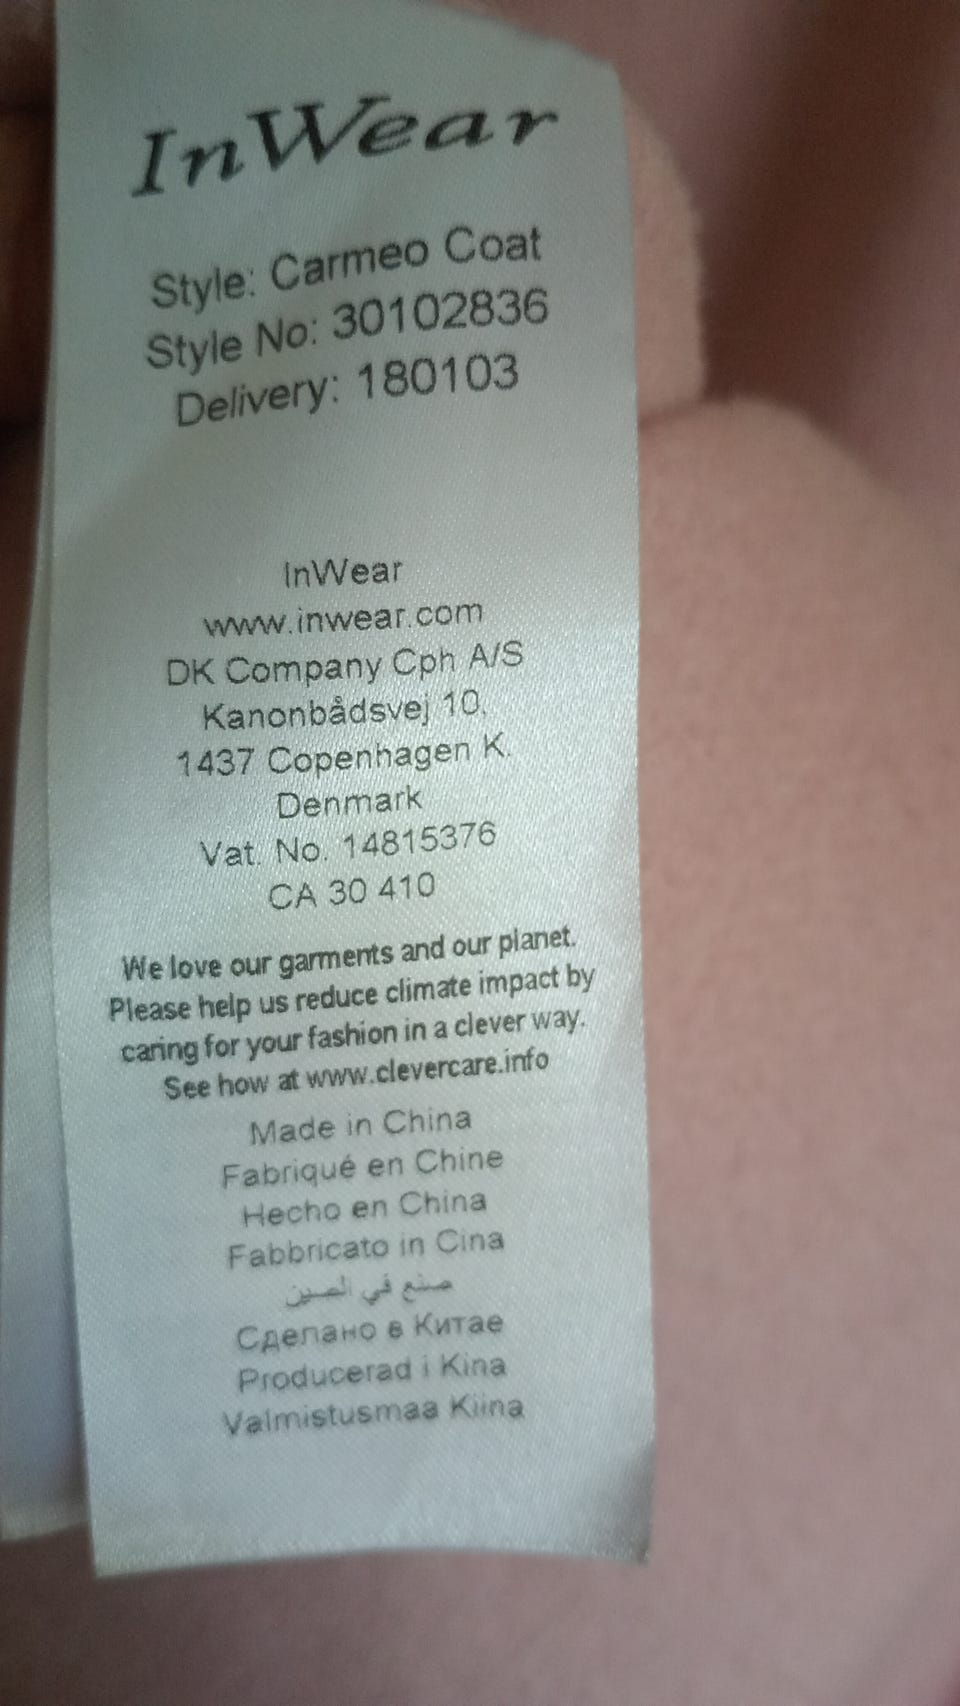 InWear
Style: Carmeo Coat
Style No: 30102836
Delivery: 180103
InWear
www.inwear.com
DK Company Cph A/S
Kanonbådsvej 10,
1437 Copenhagen K.
Denmark
Vat. No. 14815376
CA 30 410
We love our garments and our planet.
Please help us reduce climate impact by
caring for your fashion in a clever way.
See how at www.clevercare.info
Made in China
Fabriqué en Chine
Hecho en China
Fabbricato in Cina
صنع في الصين
Сделано в Китае
Producerad i Kina
Valmistusmaa Kiina